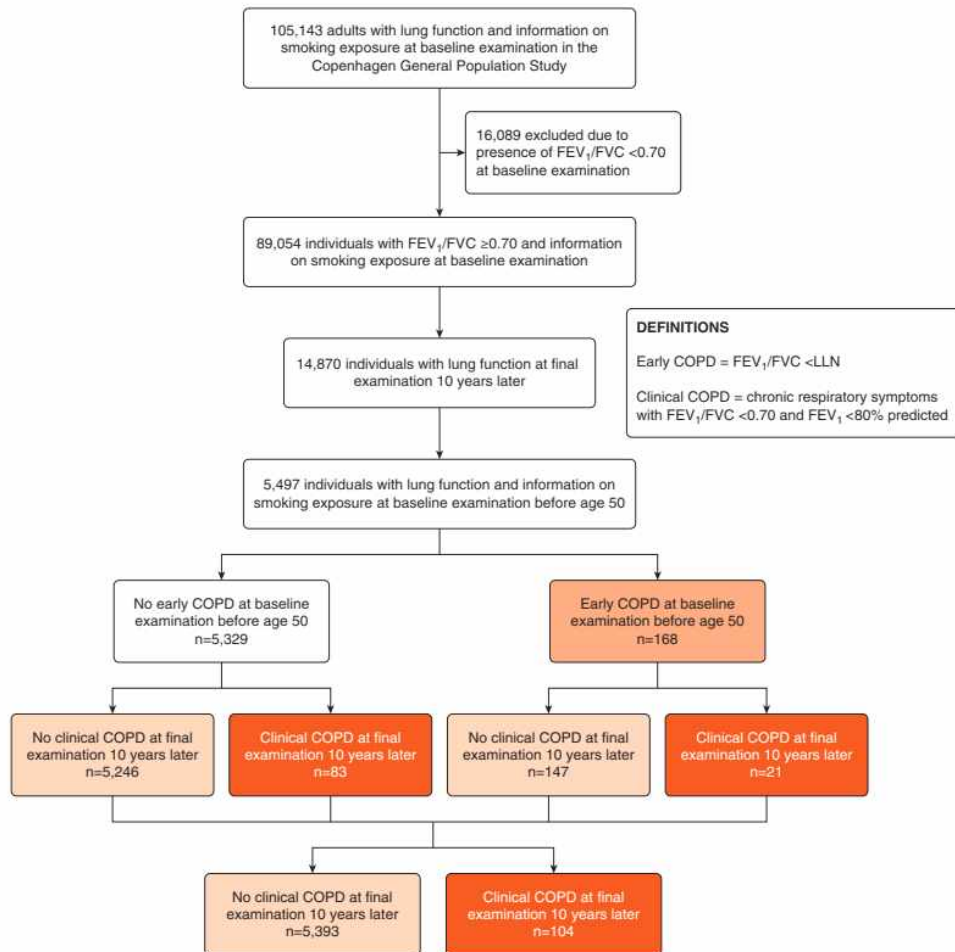 105,143 adults with lung function and information on
smoking exposure at baseline examination in the
Copenhagen General Population Study
16,089 excluded due to
presence of FEV₁/FVC <0.70
at baseline examination
89,054 individuals with FEV₁/FVC ≥0.70 and information
on smoking exposure at baseline examination
DEFINITIONS
Early COPD = FEV₁/FVC <LLN
Clinical COPD = chronic respiratory symptoms
with FEV₁/FVC <0.70 and FEV₁ <80% predicted
14,870 individuals with lung function at final
examination 10 years later
5,497 individuals with lung function and information on
smoking exposure at baseline examination before age 50
No early COPD at baseline
examination before age 50
n=5,329
Early COPD at baseline
examination before age 50
n=168
No clinical COPD at final
examination 10 years later
n=5,246
Clinical COPD at final
examination 10 years later
n=83
No clinical COPD at final
examination 10 years later
n=147
Clinical COPD at final
examination 10 years later
n=21
No clinical COPD at final
examination 10 years later
n=5,393
Clinical COPD at final
examination 10 years later
n=104